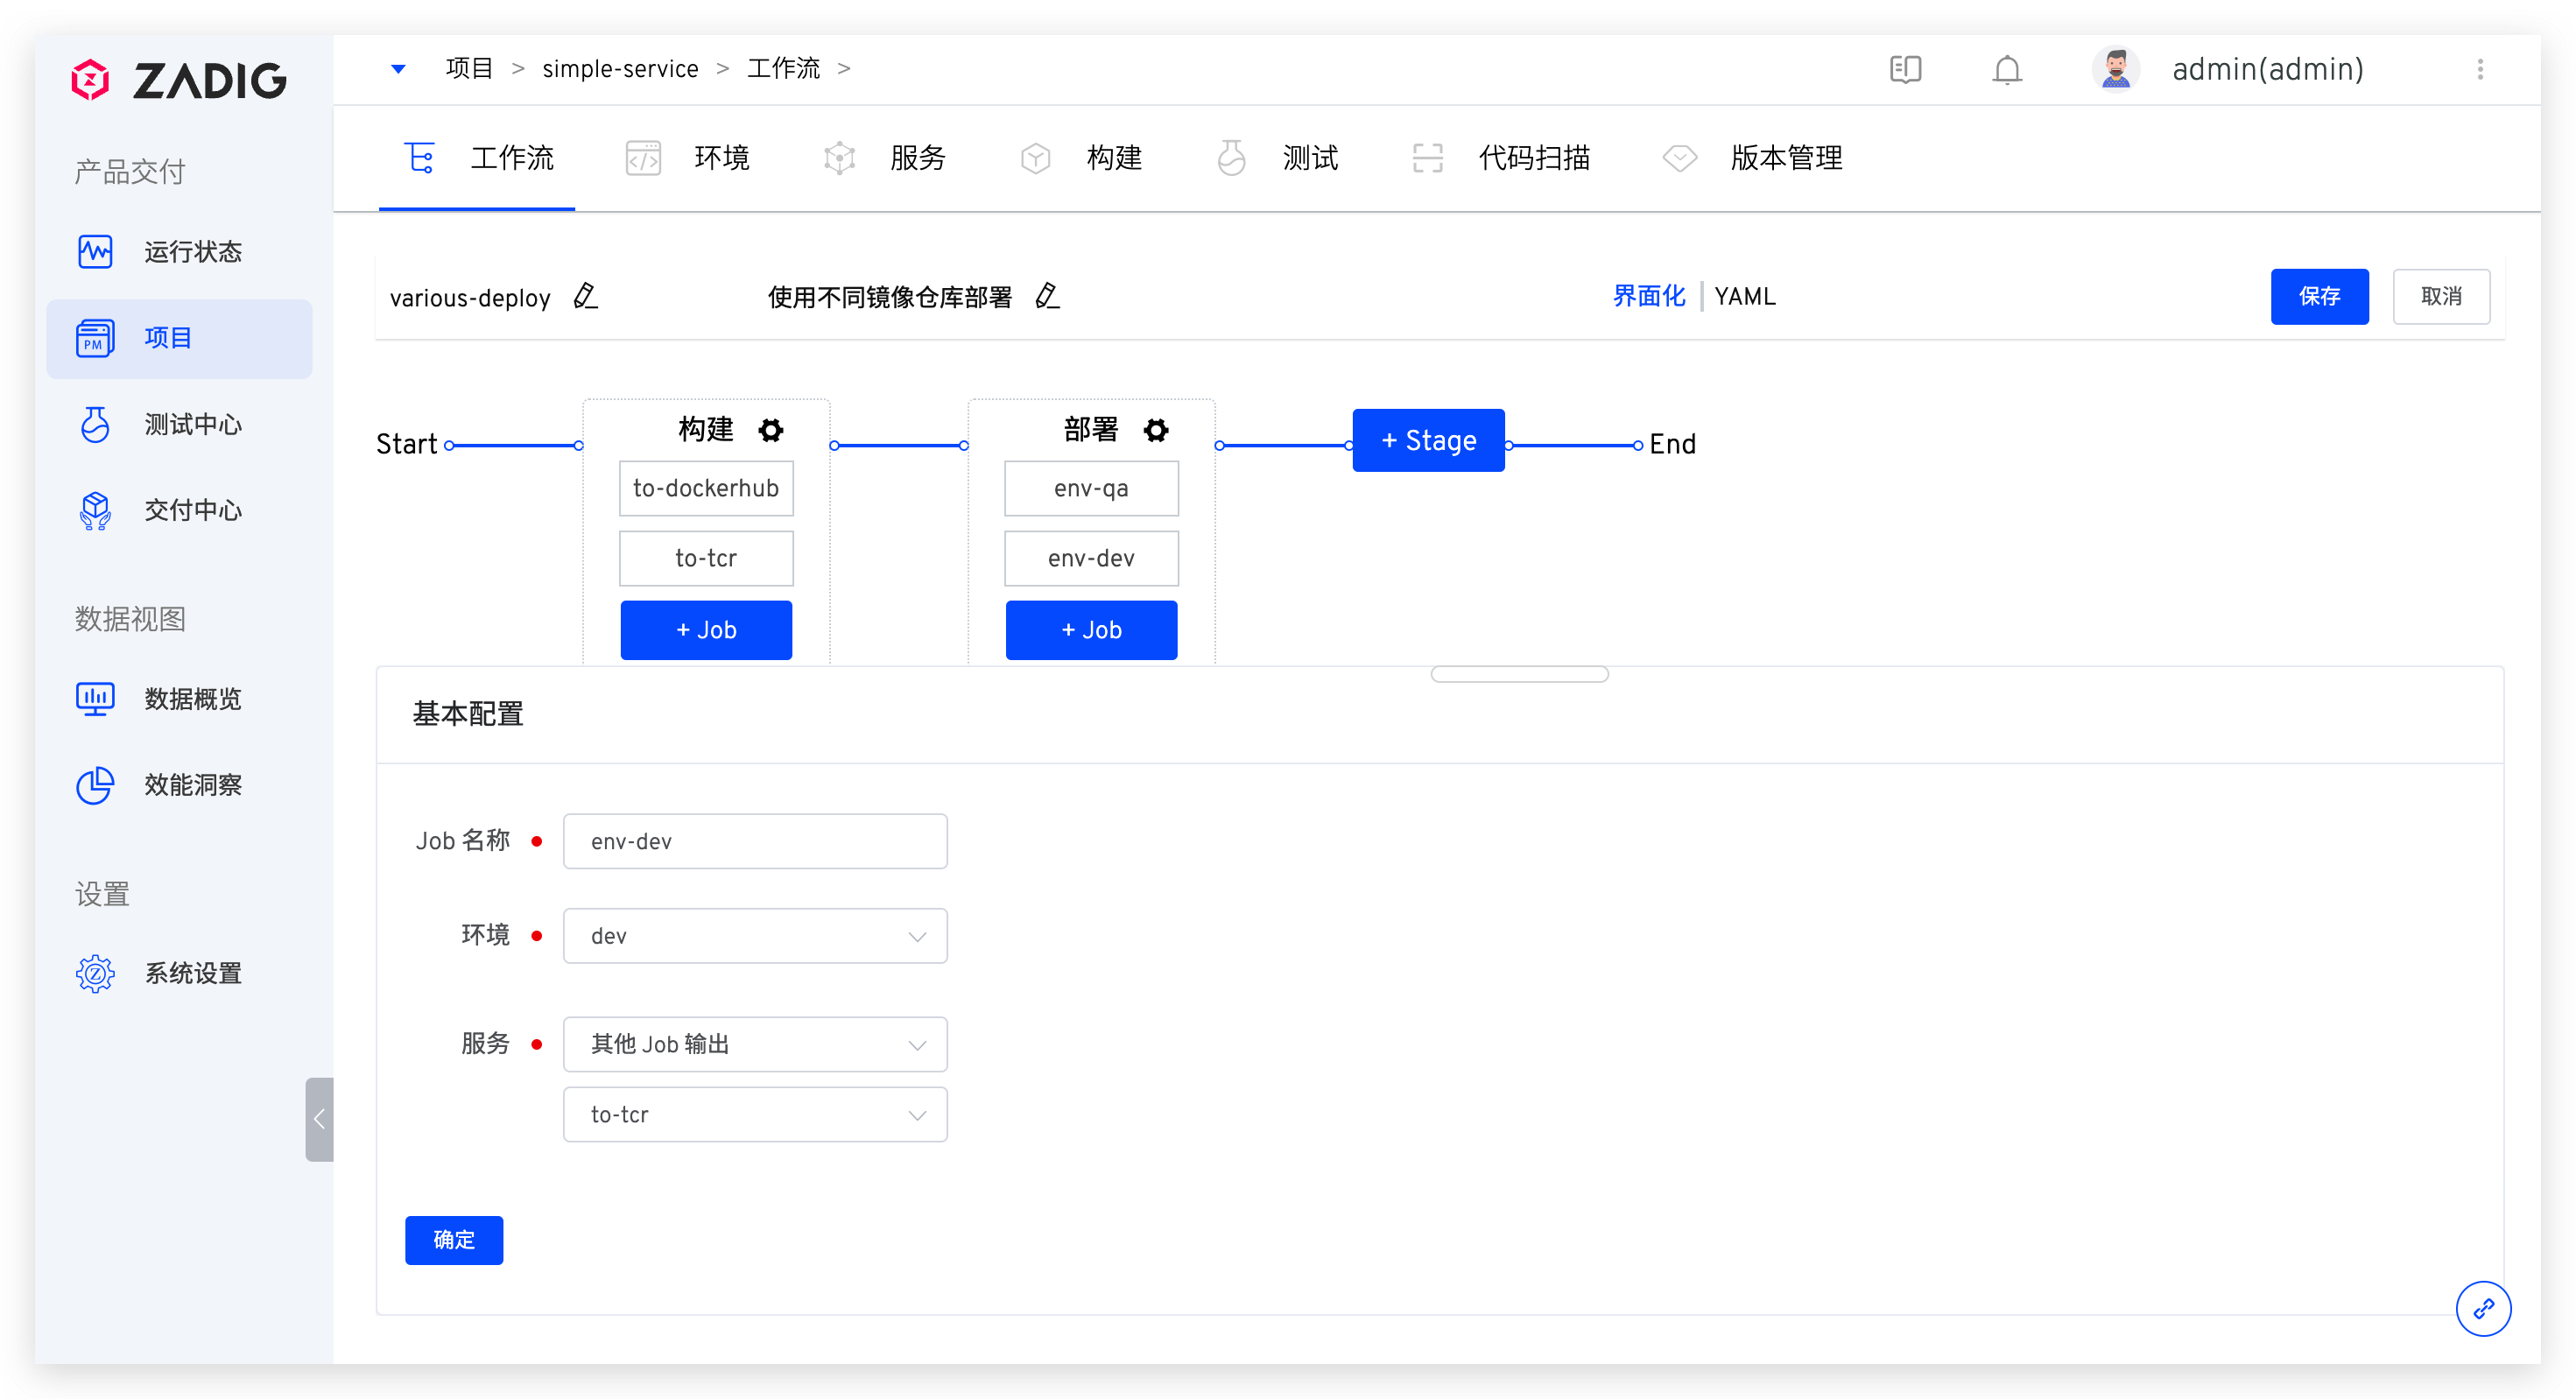 ZADIG
产品交付
运行状态
PM
项目
测试中心
交付中心
数据视图
数据概览
效能洞察
设置
Z
系统设置
项目 > simple-service > 工作流 >
admin(admin)
工作流
环境
服务
构建
测试
代码扫描
版本管理
various-deploy
使用不同镜像仓库部署
界面化 | YAML
保存
取消
Start
构建
to-dockerhub
to-tcr
+ Job
部署
env-qa
env-dev
+ Job
+ Stage
End
基本配置
Job 名称
env-dev
环境
dev
服务
其他 Job 输出
to-tcr
确定